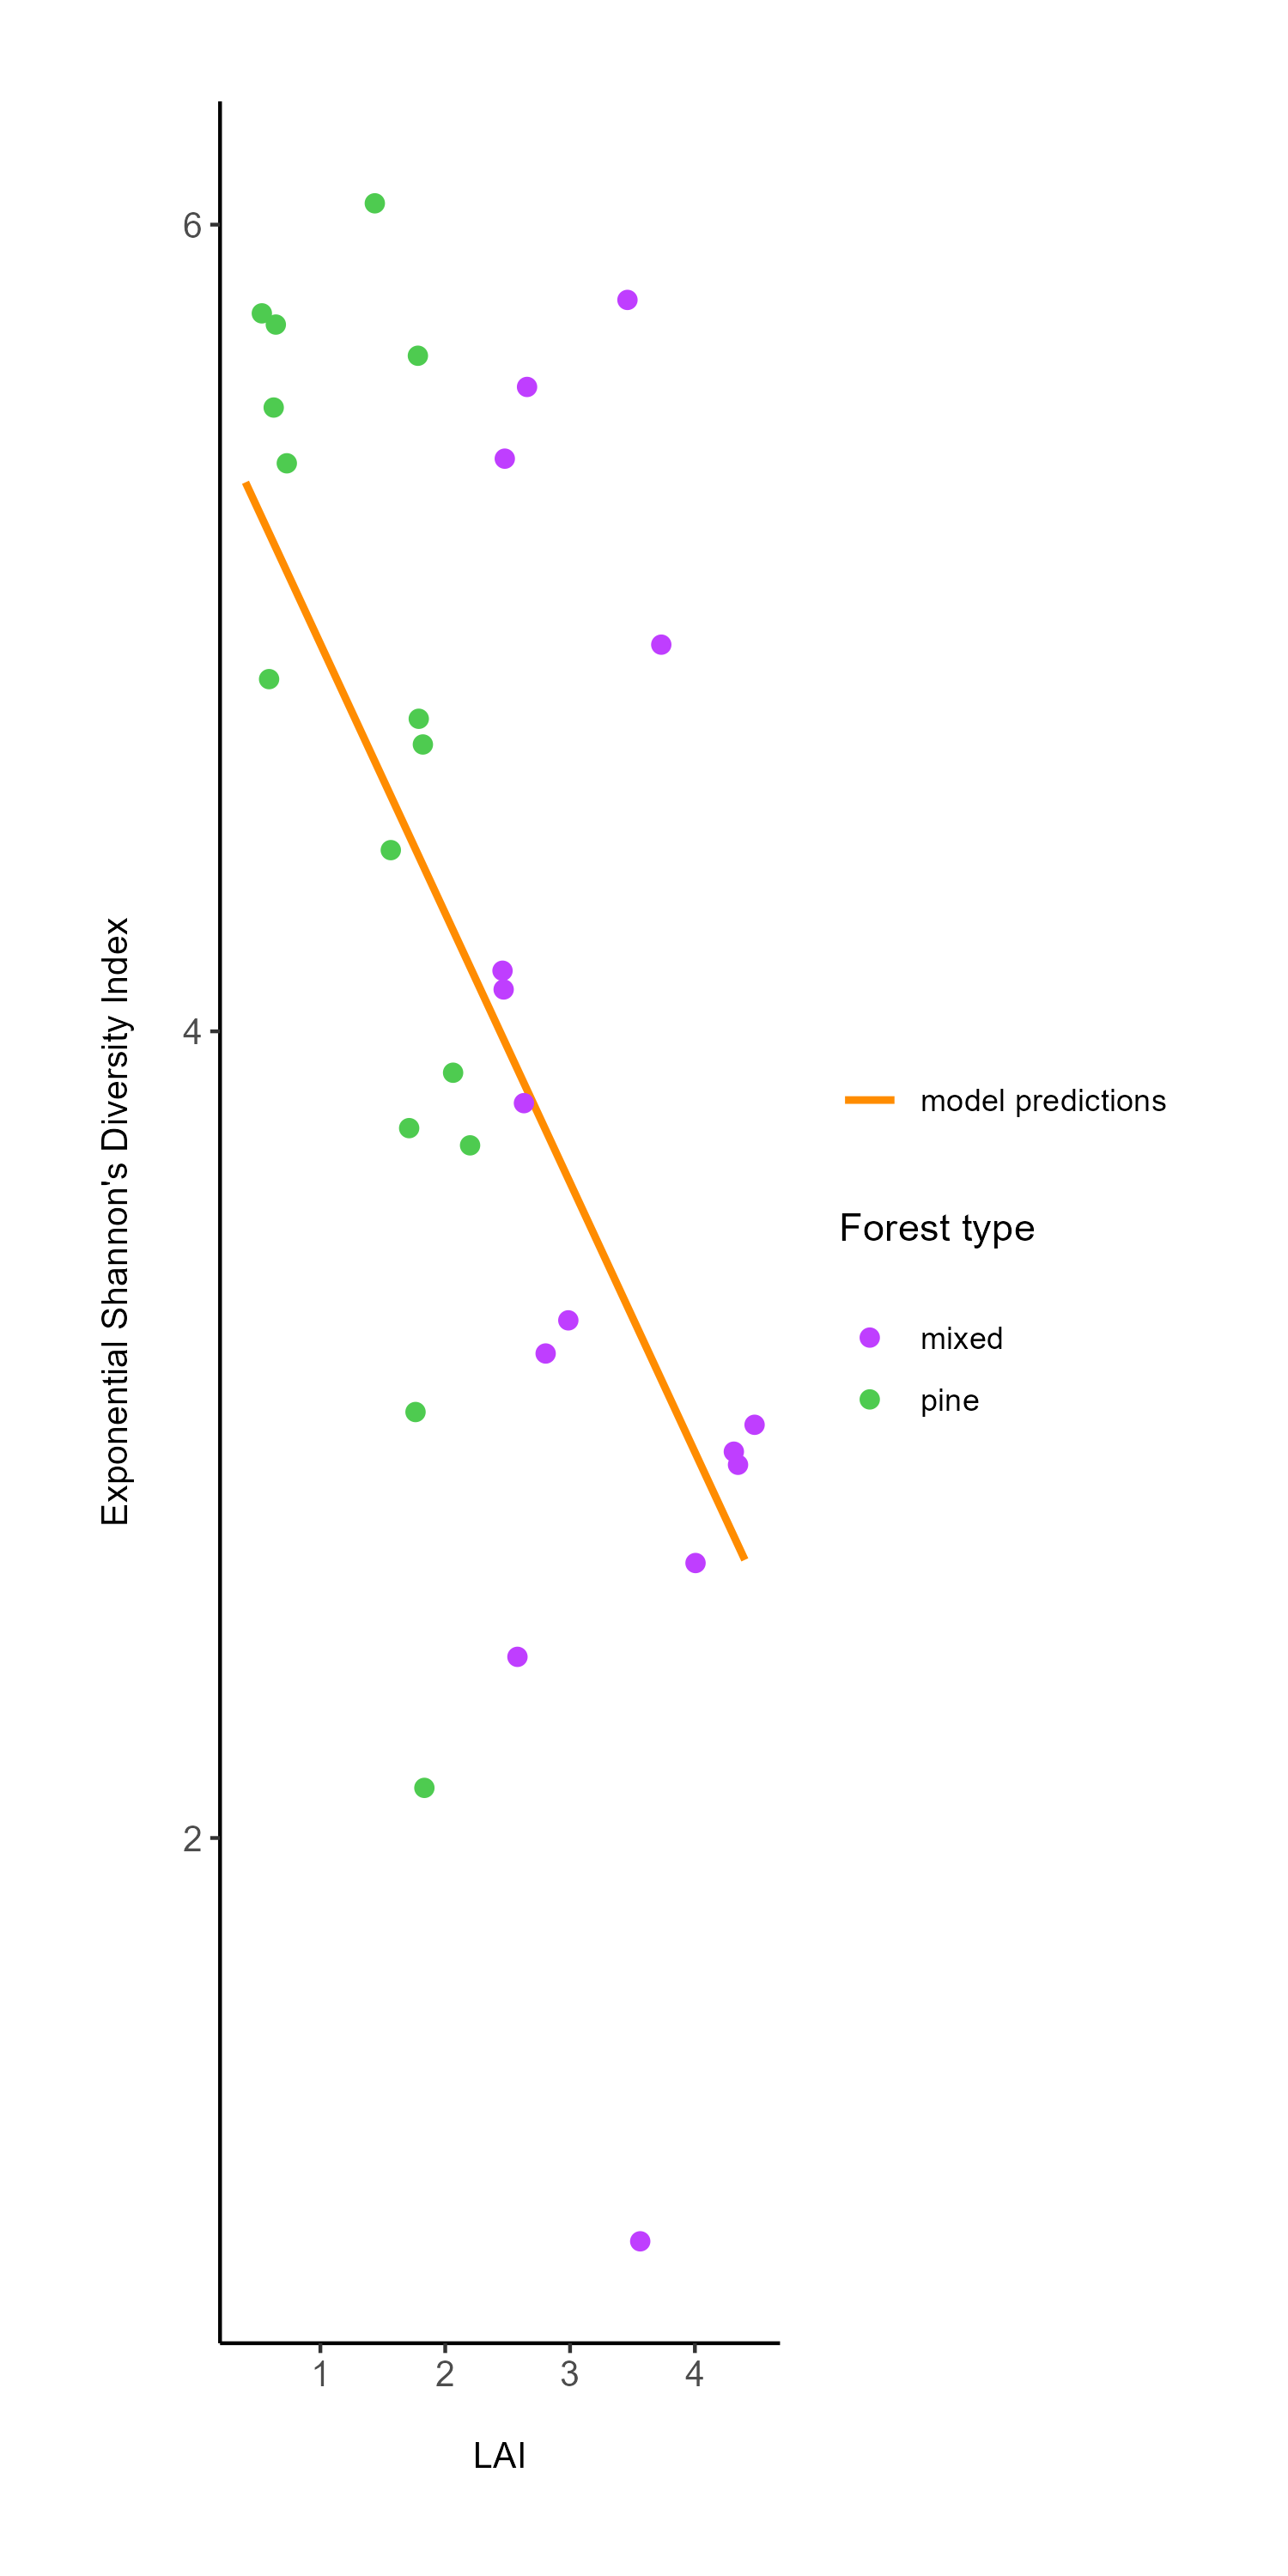 6
4
2
Exponential Shannon's Diversity Index
1 2 3 4
LAI
model predictions
Forest type
mixed
pine